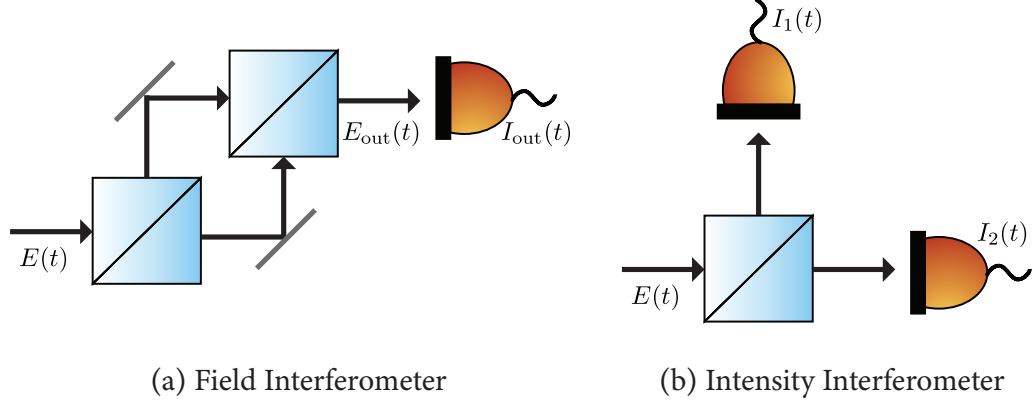 E(t)
E_out(t)
I_out(t)
(a) Field Interferometer
I_1(t)
E(t)
I_2(t)
(b) Intensity Interferometer